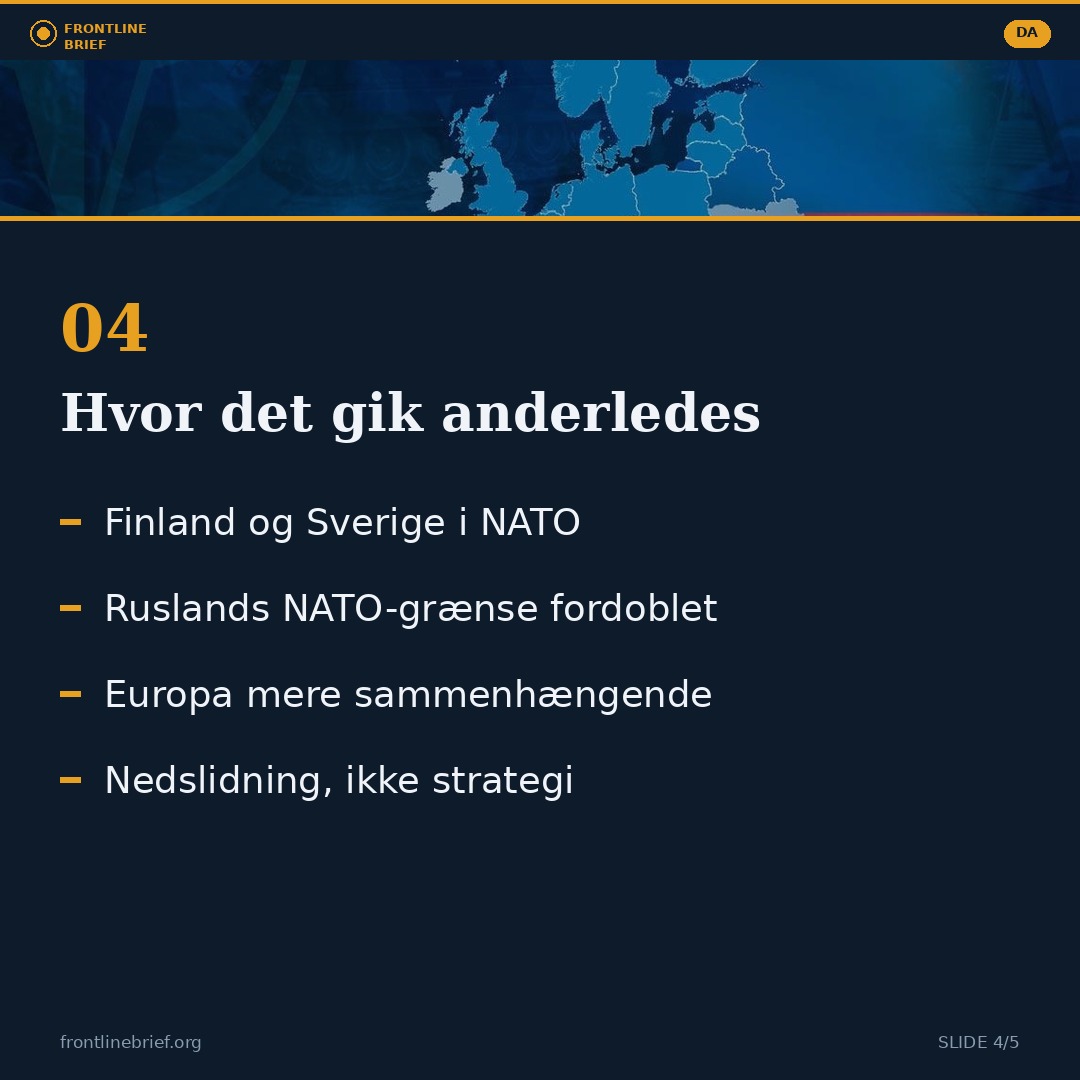 FRONTLINE
BRIEF
DA
04
Hvor det gik anderledes
Finland og Sverige i NATO
Ruslands NATO-grænse fordoblet
Europa mere sammenhængende
Nedslidning, ikke strategi
frontlinebrief.org
SLIDE 4/5